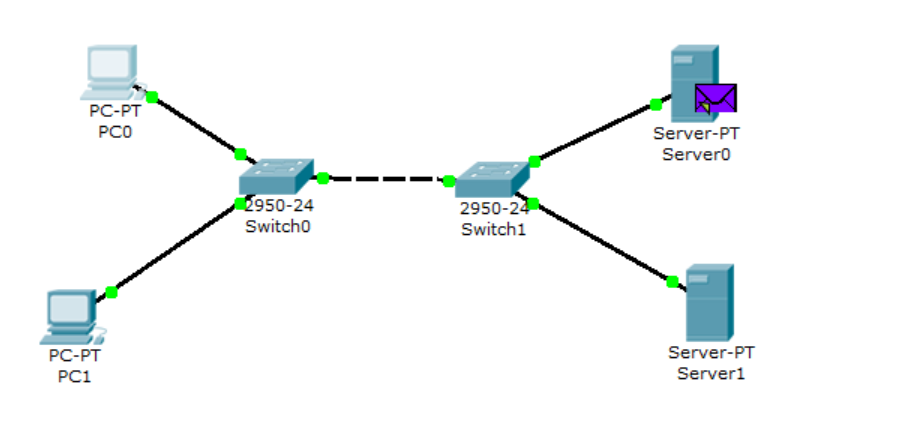 PC-PT
PC0
Server-PT
Server0
2950-24
Switch0
2950-24
Switch1
PC-PT
PC1
Server-PT
Server1